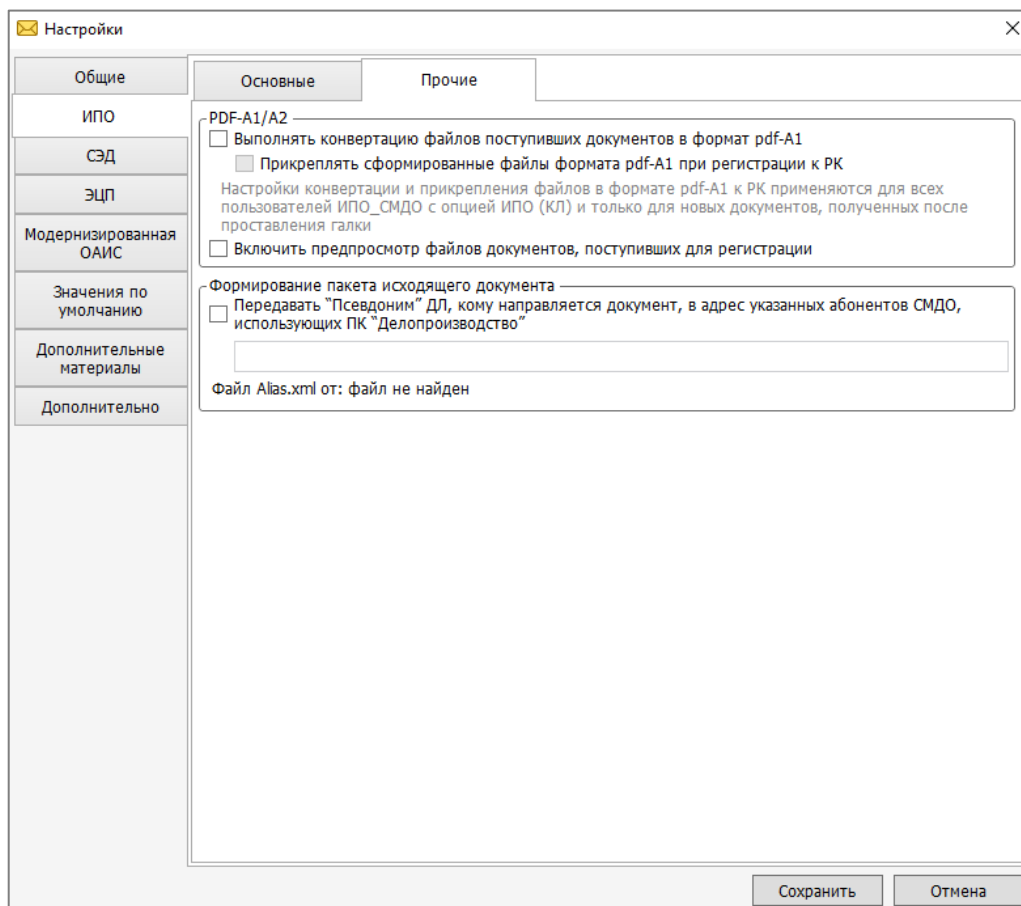 Настройки
Общие
ИПО
СЭД
ЭЦП
Модернизированная
ОАИС
Значения по
умолчанию
Дополнительные
материалы
Дополнительно
Основные
Прочие
PDF-A1/A2
Выполнять конвертацию файлов поступивших документов в формат pdf-A1
Прикреплять сформированные файлы формата pdf-A1 при регистрации к РК
Настройки конвертации и прикрепления файлов в формате pdf-A1 к РК применяются для всех
пользователей ИПО_СМДО с опцией ИПО (КЛ) и только для новых документов, полученных после
проставления галки
Включить предпросмотр файлов документов, поступивших для регистрации
Формирование пакета исходящего документа
Передавать “Псевдоним” ДЛ, кому направляется документ, в адрес указанных абонентов СМДО,
использующих ПК “Делопроизводство”
Файл Alias.xml от: файл не найден
Сохранить
Отмена